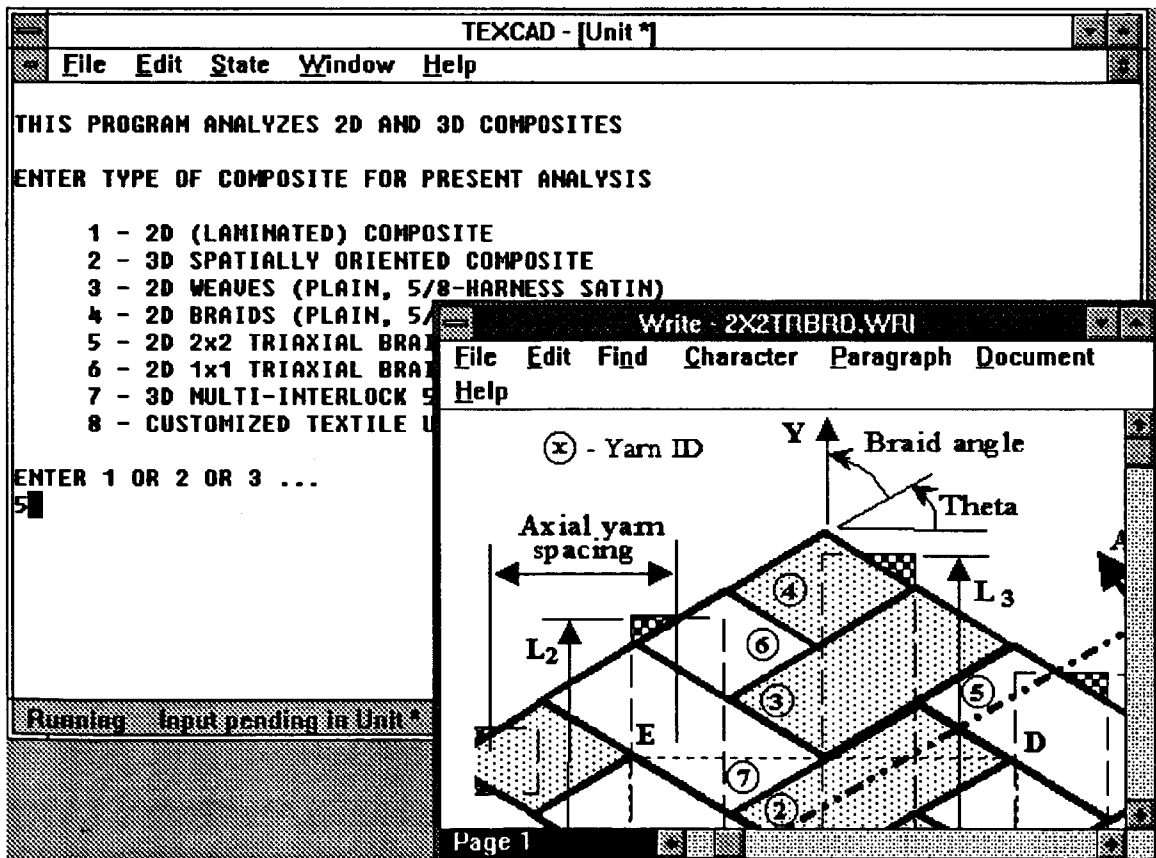 TEXCAD - [Unit *]
File Edit State Window Help
THIS PROGRAM ANALYZES 2D AND 3D COMPOSITES
ENTER TYPE OF COMPOSITE FOR PRESENT ANALYSIS
1 - 2D (LAMINATED) COMPOSITE
2 - 3D SPATIALLY ORIENTED COMPOSITE
3 - 2D WEAVES (PLAIN, 5/8-HARNESS SATIN)
4 - 2D BRAIDS (PLAIN, 5/
5 - 2D 2x2 TRIAXIAL BRAI
6 - 2D 1x1 TRIAXIAL BRAI
7 - 3D MULTI-INTERLOCK 5
8 - CUSTOMIZED TEXTILE U
ENTER 1 OR 2 OR 3 ...
5
Running Input pending in Unit *
Write - 2X2TRBRD.WRI
File Edit Find Character Paragraph Document
Help
x - Yarn ID
Y
Braid angle
Theta
Axial yarn
spacing
A
4
L3
L2
6
3
5
E
D
7
2
Page 1